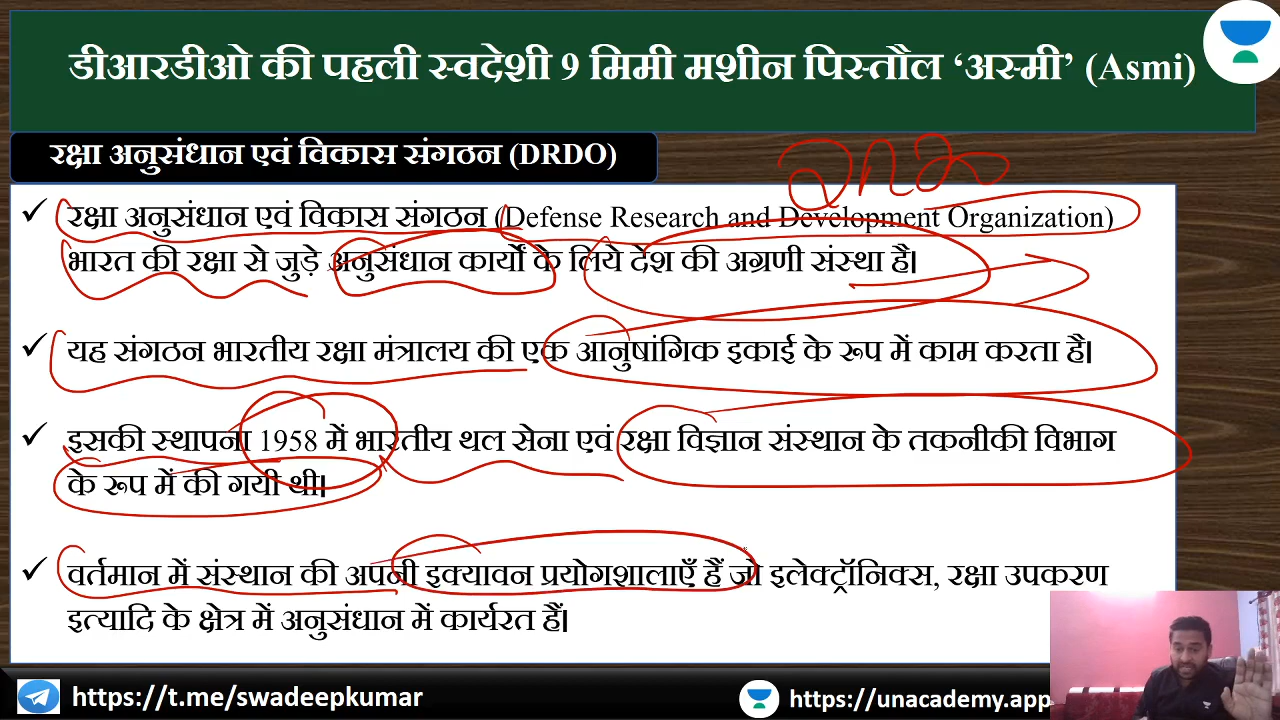 डीआरडीओ की पहली स्वदेशी 9 मिमी मशीन पिस्तौल ‘अस्मी’ (Asmi)
रक्षा अनुसंधान एवं विकास संगठन (DRDO)
✓ रक्षा अनुसंधान एवं विकास संगठन (Defense Research and Development Organization)
भारत की रक्षा से जुड़े अनुसंधान कार्यों के लिये देश की अग्रणी संस्था है।
✓ यह संगठन भारतीय रक्षा मंत्रालय की एक आनुषांगिक इकाई के रूप में काम करता है।
✓ इसकी स्थापना 1958 में भारतीय थल सेना एवं रक्षा विज्ञान संस्थान के तकनीकी विभाग
के रूप में की गयी थी।
✓ वर्तमान में संस्थान की अपनी इक्यावन प्रयोगशालाएँ हैं जो इलेक्ट्रॉनिक्स, रक्षा उपकरण
इत्यादि के क्षेत्र में अनुसंधान में कार्यरत हैं।
https://t.me/swadeepkumar
https://unacademy.app